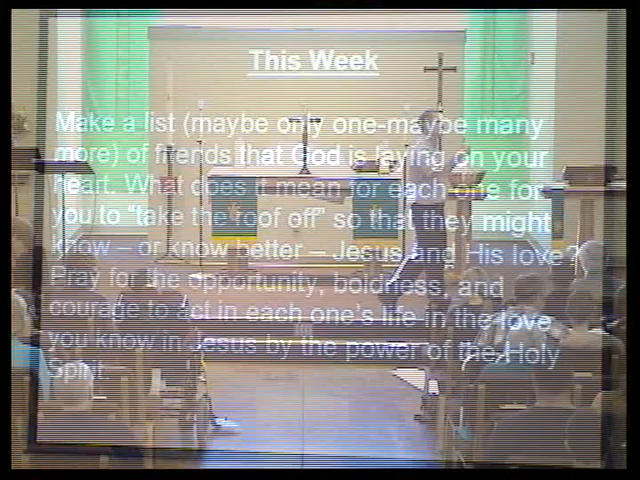 This Week
Make a list (maybe only one-maybe many
more) of friends that God is laying on your
heart. What does it mean for each one for
you to "take the roof off" so that they might
know – or know better – Jesus and His love?
Pray for the opportunity, boldness, and
courage to act in each one's life in the love
you know in Jesus by the power of the Holy
Spirit.